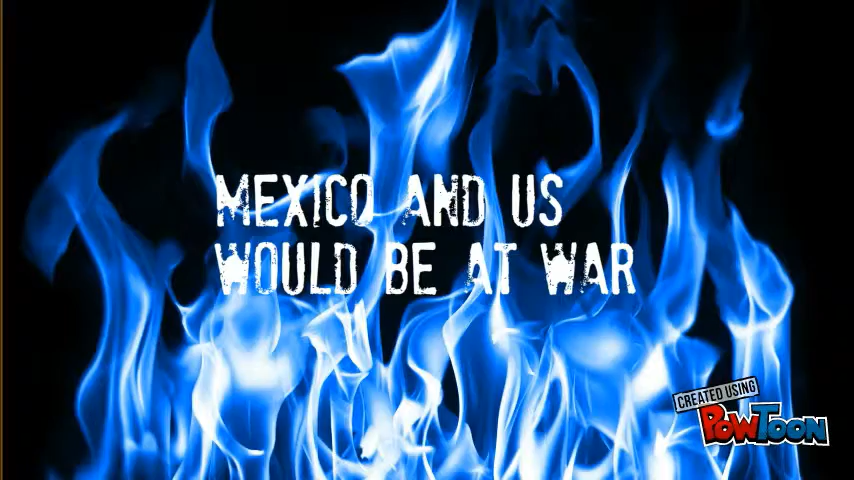 MEXICO AND US
WOULD BE AT WAR
CREATED USING
POWTOON